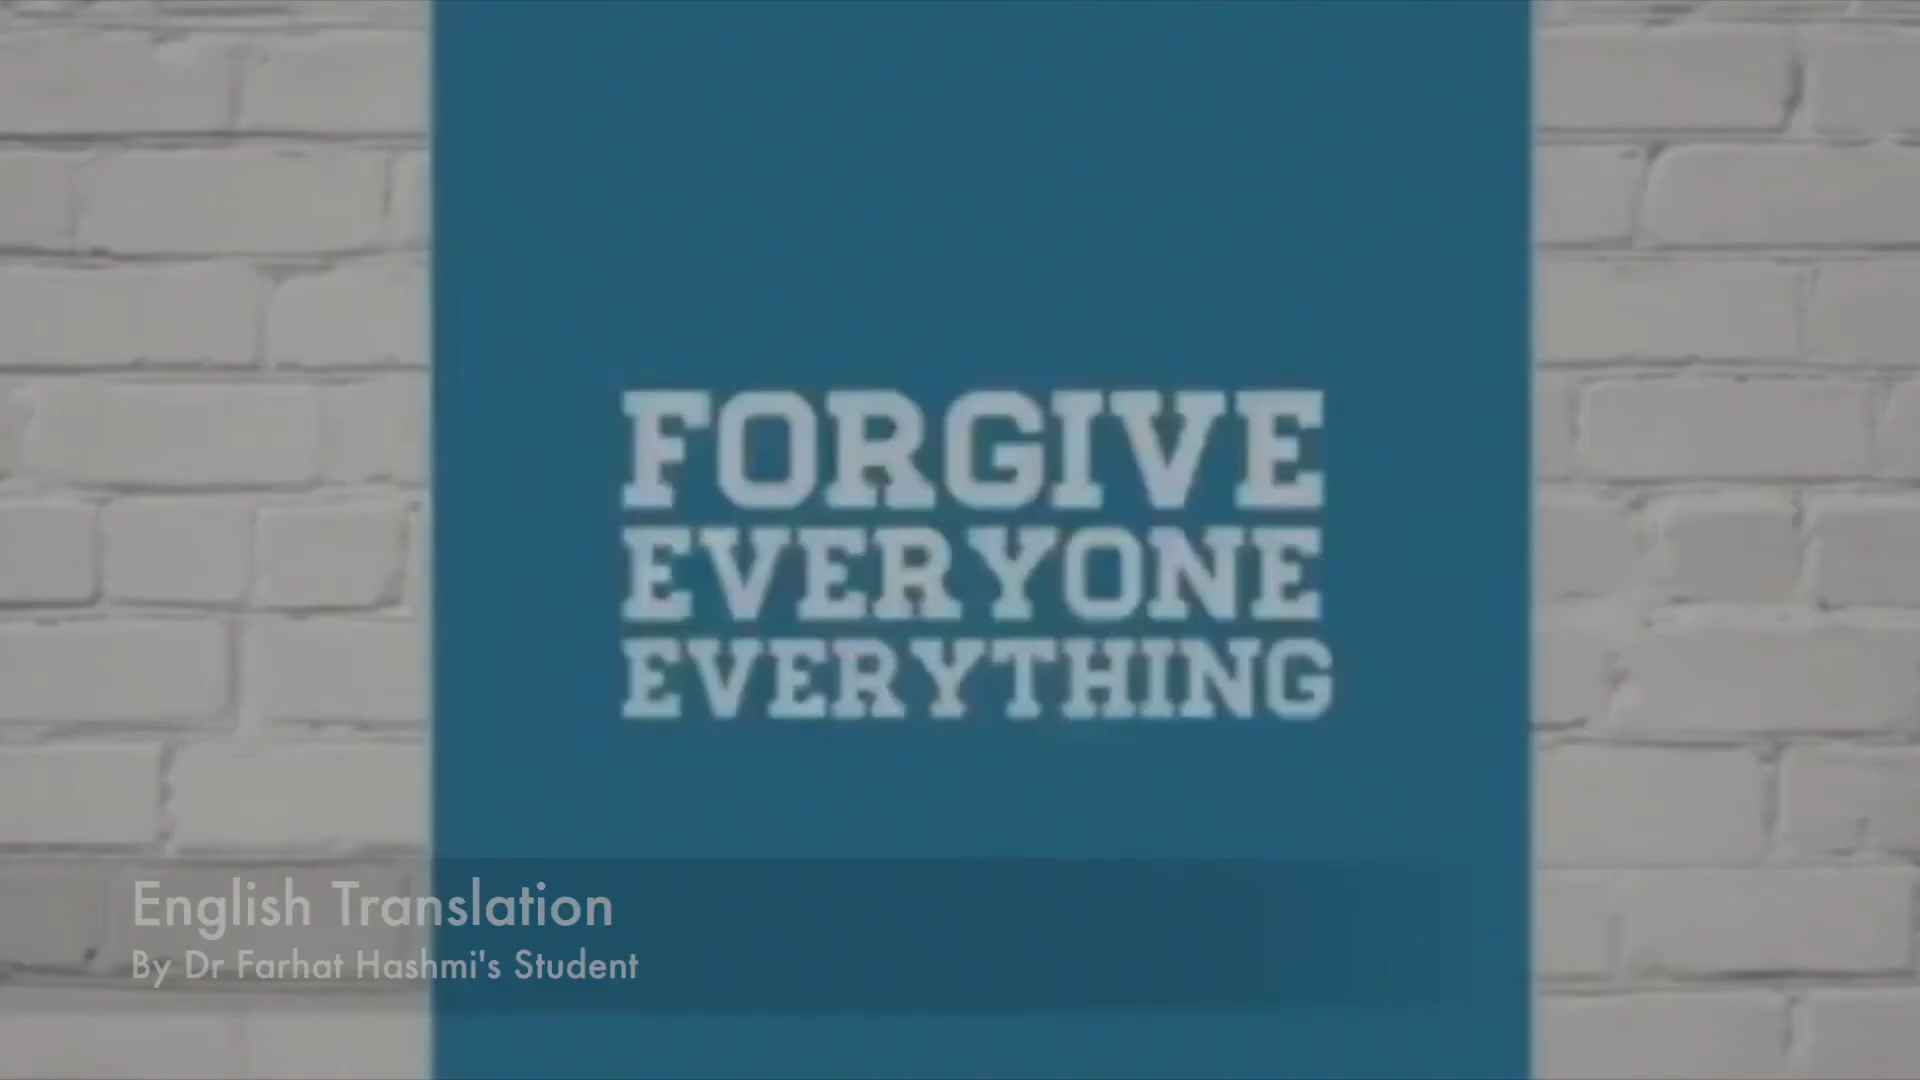 FORGIVE
EVERYONE
EVERYTHING
English Translation
By Dr Farhat Hashmi's Student